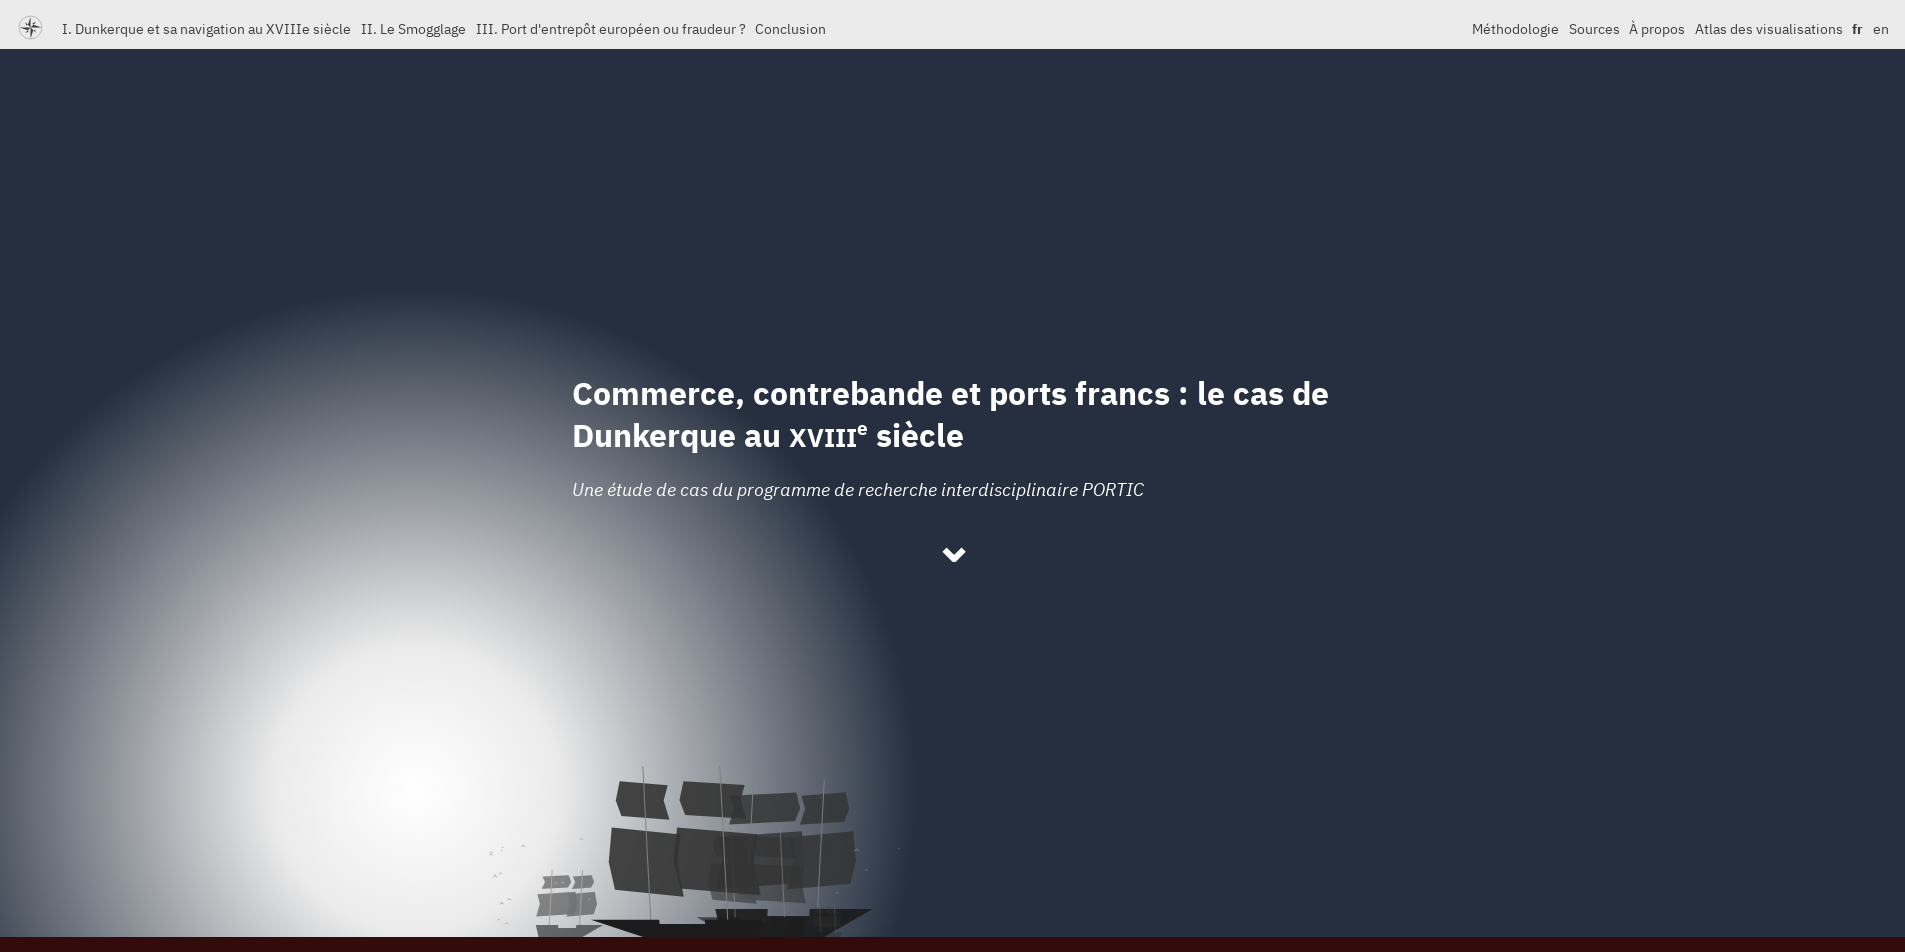 I. Dunkerque et sa navigation au XVIIIe siècle II. Le Smogglage III. Port d'entrepôt européen ou fraudeur ? Conclusion Méthodologie Sources À propos Atlas des visualisations fr en
Commerce, contrebande et ports francs : le cas de
Dunkerque au XVIIIe siècle
Une étude de cas du programme de recherche interdisciplinaire PORTIC